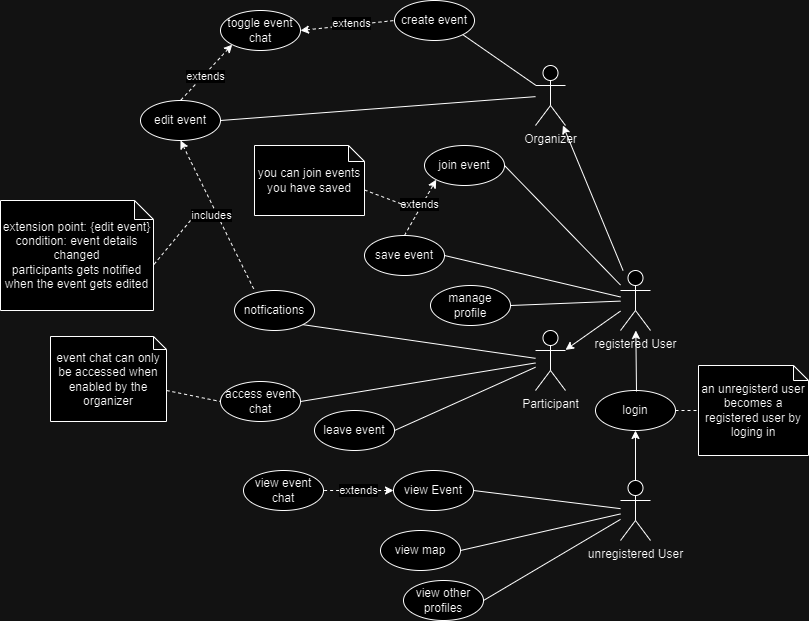 toggle event
chat
extends
create event
extends
edit event
Organizer
you can join events
you have saved
join event
extends
includes
extension point: {edit event}
condition: event details
changed
participants gets notified
when the event gets edited
save event
manage
profile
notfications
registered User
event chat can only
be accessed when
enabled by the
organizer
access event
chat
Participant
leave event
login
an unregisterd user
becomes a
registered user by
loging in
view event
chat
extends
view Event
unregistered User
view map
view other
profiles